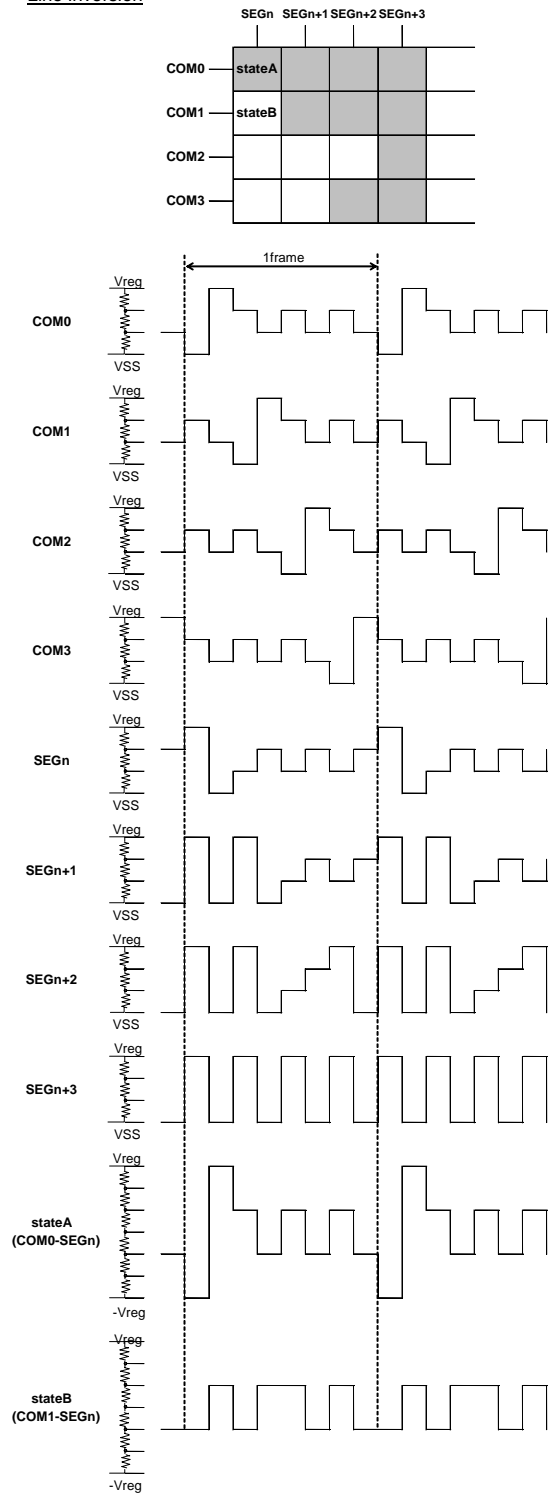 Line inversion
SEGn SEGn+1 SEGn+2 SEGn+3
COM0 stateA
COM1 stateB
COM2
COM3
1frame
Vreg
COM0
VSS
Vreg
COM1
VSS
Vreg
COM2
VSS
Vreg
COM3
VSS
Vreg
SEGn
VSS
Vreg
SEGn+1
VSS
Vreg
SEGn+2
VSS
Vreg
SEGn+3
VSS
Vreg
stateA
(COM0-SEGn)
-Vreg
Vreg
stateB
(COM1-SEGn)
-Vreg